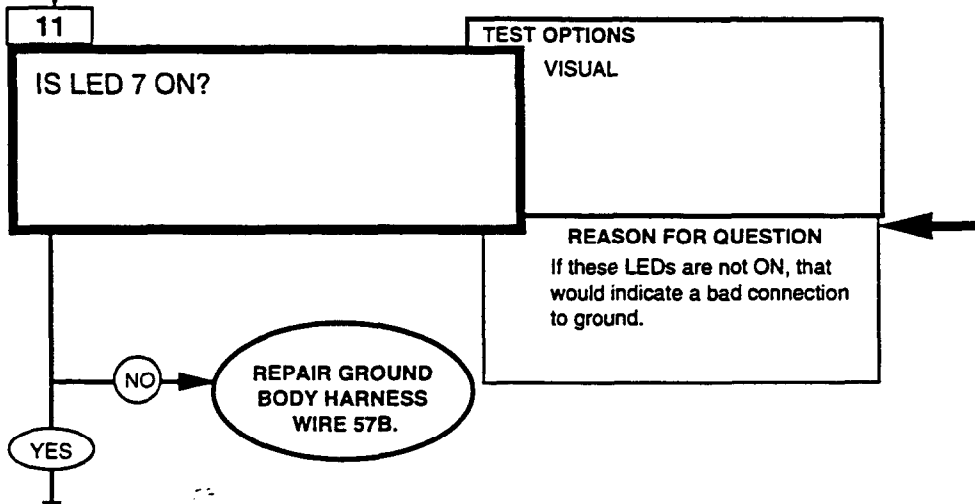 11
IS LED 7 ON?
TEST OPTIONS
VISUAL
REASON FOR QUESTION
If these LEDs are not ON, that
would indicate a bad connection
to ground.
NO
REPAIR GROUND
BODY HARNESS
WIRE 57B.
YES